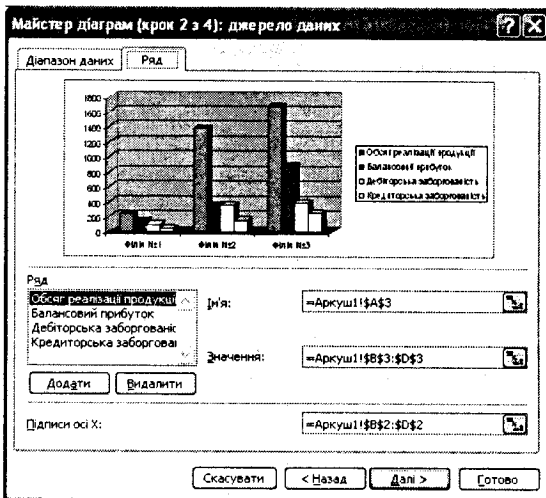 Майстер діаграм (крок 2 з 4): джерело даних
Діапазон даних
Ряд
1800
1600
1400
1200
1000
800
600
400
200
0
Філія №1
Філія №2
Філія №3
Обсяг реалізації продукції
Балансовий прибуток
Дебіторська заборгованість
Кредиторська заборгованість
Ряд
Обсяг реалізації продукці
Балансовий прибуток
Дебіторська заборгованіс
Кредиторська заборгован
Ім'я:
=Аркуш1!$A$3
Значення:
=Аркуш1!$B$3:$D$3
Додати
Видалити
Підписи осі X:
=Аркуш1!$B$2:$D$2
Скасувати
< Назад
Далі >
Готово